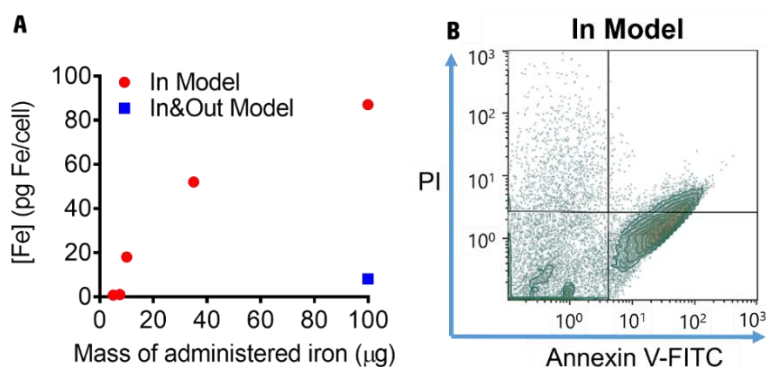 A
[Fe] (pg Fe/cell)
100
80
60
40
20
0
In Model
In&Out Model
0 20 40 60 80 100
Mass of administered iron (μg)
B
In Model
PI
10³
10²
10¹
10⁰
10⁰ 10¹ 10² 10³
Annexin V-FITC